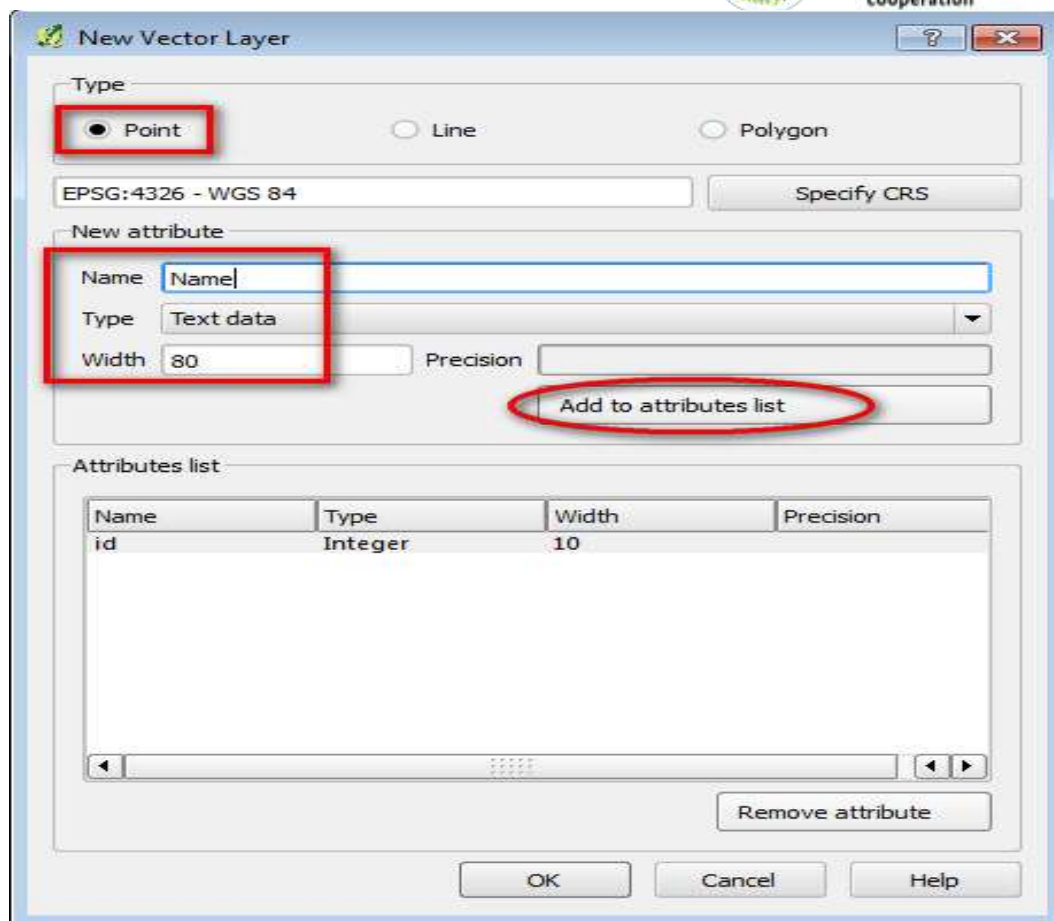 cooperation
New Vector Layer
Type
Point Line Polygon
EPSG:4326 - WGS 84 Specify CRS
New attribute
Name Name
Type Text data
Width 80 Precision
Add to attributes list
Attributes list
Name Type Width Precision
id Integer 10
Remove attribute
OK Cancel Help